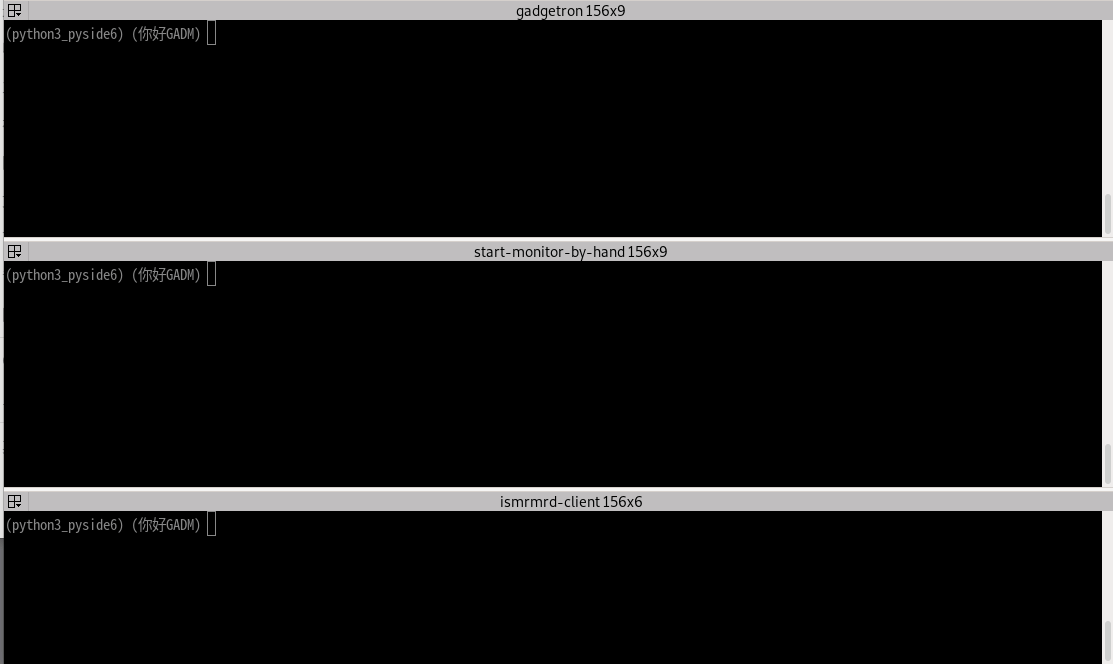 gadgetron 156x9
(python3_pyside6) (你好GADM)
start-monitor-by-hand 156x9
(python3_pyside6) (你好GADM)
ismrmrd-client 156x6
(python3_pyside6) (你好GADM)